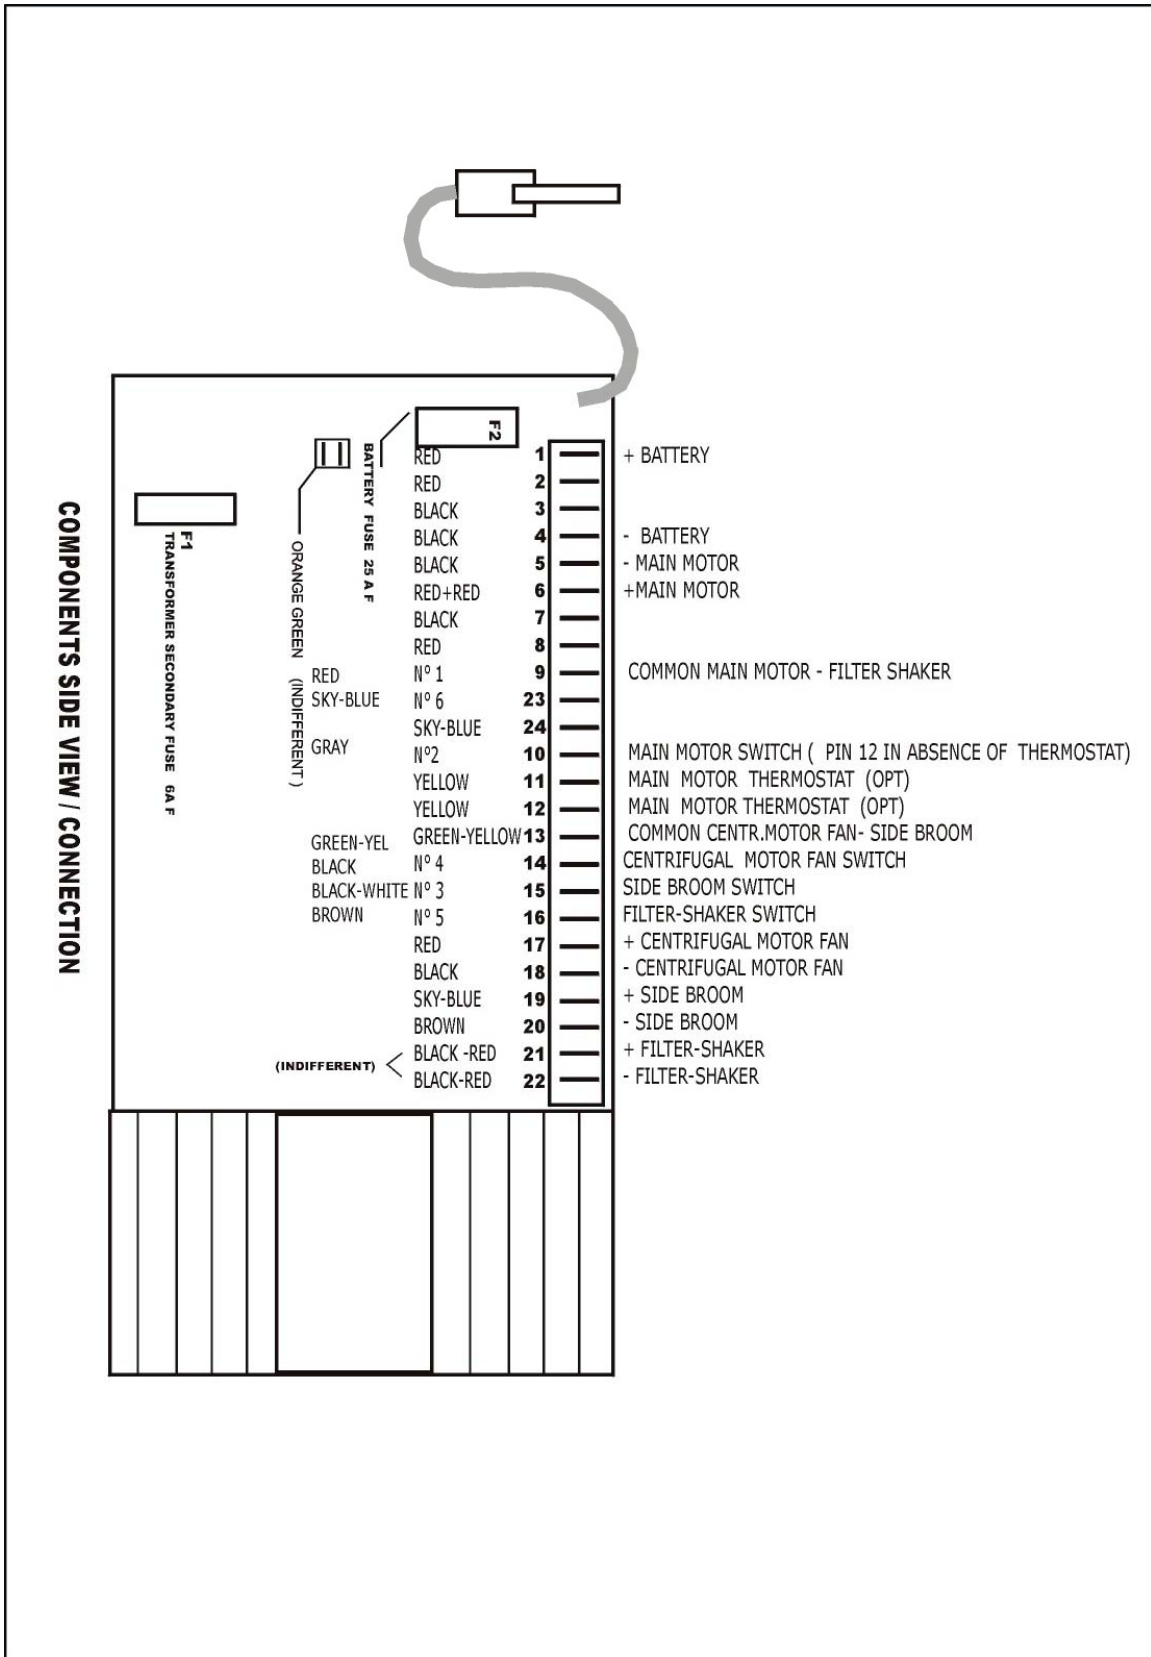 COMPONENTS SIDE VIEW / CONNECTION
F1
TRANSFORMER SECONDARY FUSE 6A F
ORANGE GREEN (INDIFFERENT)
BATTERY FUSE 25 A F
F2
RED 1 + BATTERY
RED 2
BLACK 3
BLACK 4 - BATTERY
BLACK 5 - MAIN MOTOR
RED+RED 6 +MAIN MOTOR
BLACK 7
RED 8
RED Nº 1 9 COMMON MAIN MOTOR - FILTER SHAKER
SKY-BLUE Nº 6 23
SKY-BLUE 24
GRAY Nº2 10 MAIN MOTOR SWITCH ( PIN 12 IN ABSENCE OF THERMOSTAT)
YELLOW 11 MAIN MOTOR THERMOSTAT (OPT)
YELLOW 12 MAIN MOTOR THERMOSTAT (OPT)
GREEN-YEL GREEN-YELLOW 13 COMMON CENTR.MOTOR FAN- SIDE BROOM
BLACK Nº 4 14 CENTRIFUGAL MOTOR FAN SWITCH
BLACK-WHITE Nº 3 15 SIDE BROOM SWITCH
BROWN Nº 5 16 FILTER-SHAKER SWITCH
RED 17 + CENTRIFUGAL MOTOR FAN
BLACK 18 - CENTRIFUGAL MOTOR FAN
SKY-BLUE 19 + SIDE BROOM
BROWN 20 - SIDE BROOM
(INDIFFERENT) BLACK -RED 21 + FILTER-SHAKER
BLACK-RED 22 - FILTER-SHAKER